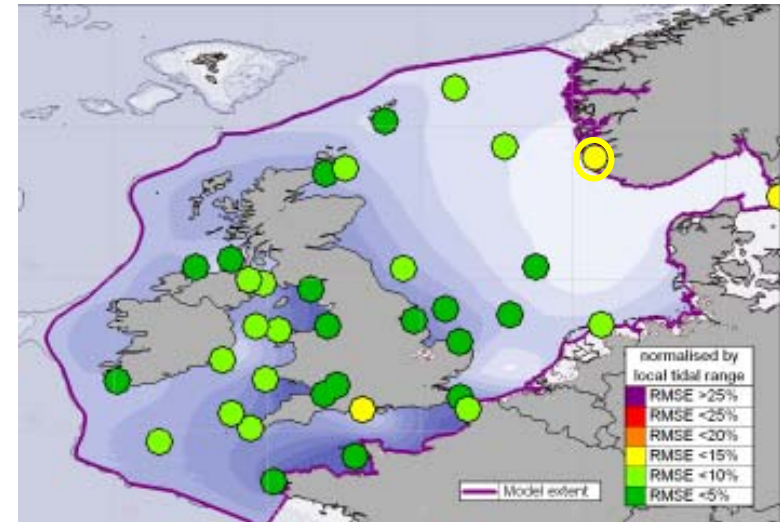 normalised by
local tidal range
RMSE >25%
RMSE <25%
RMSE <20%
RMSE <15%
RMSE <10%
RMSE <5%
Model extent